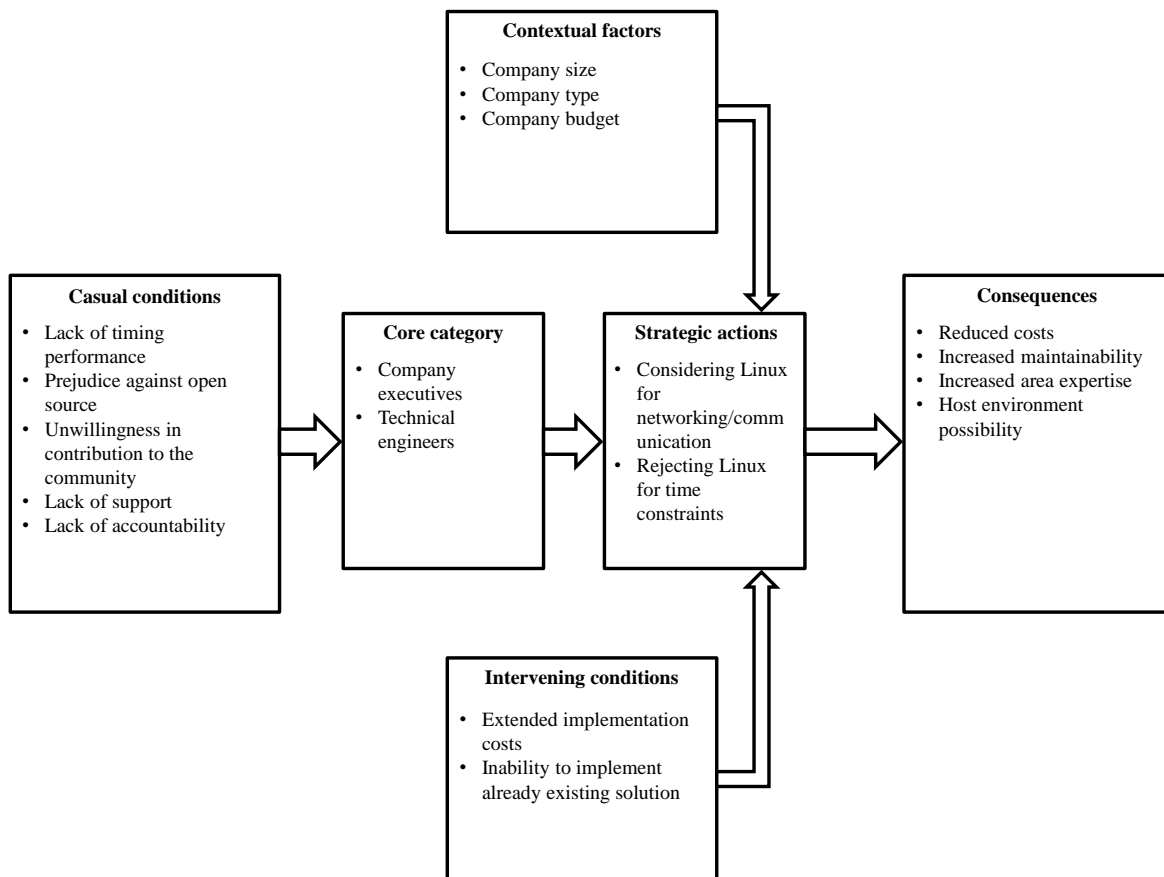 Contextual factors
• Company size
• Company type
• Company budget
Casual conditions
• Lack of timing
performance
• Prejudice against open
source
• Unwillingness in
contribution to the
community
• Lack of support
• Lack of accountability
Core category
• Company
executives
• Technical
engineers
Strategic actions
• Considering Linux
for
networking/comm
unication
• Rejecting Linux
for time
constraints
Consequences
• Reduced costs
• Increased maintainability
• Increased area expertise
• Host environment
possibility
Intervening conditions
• Extended implementation
costs
• Inability to implement
already existing solution